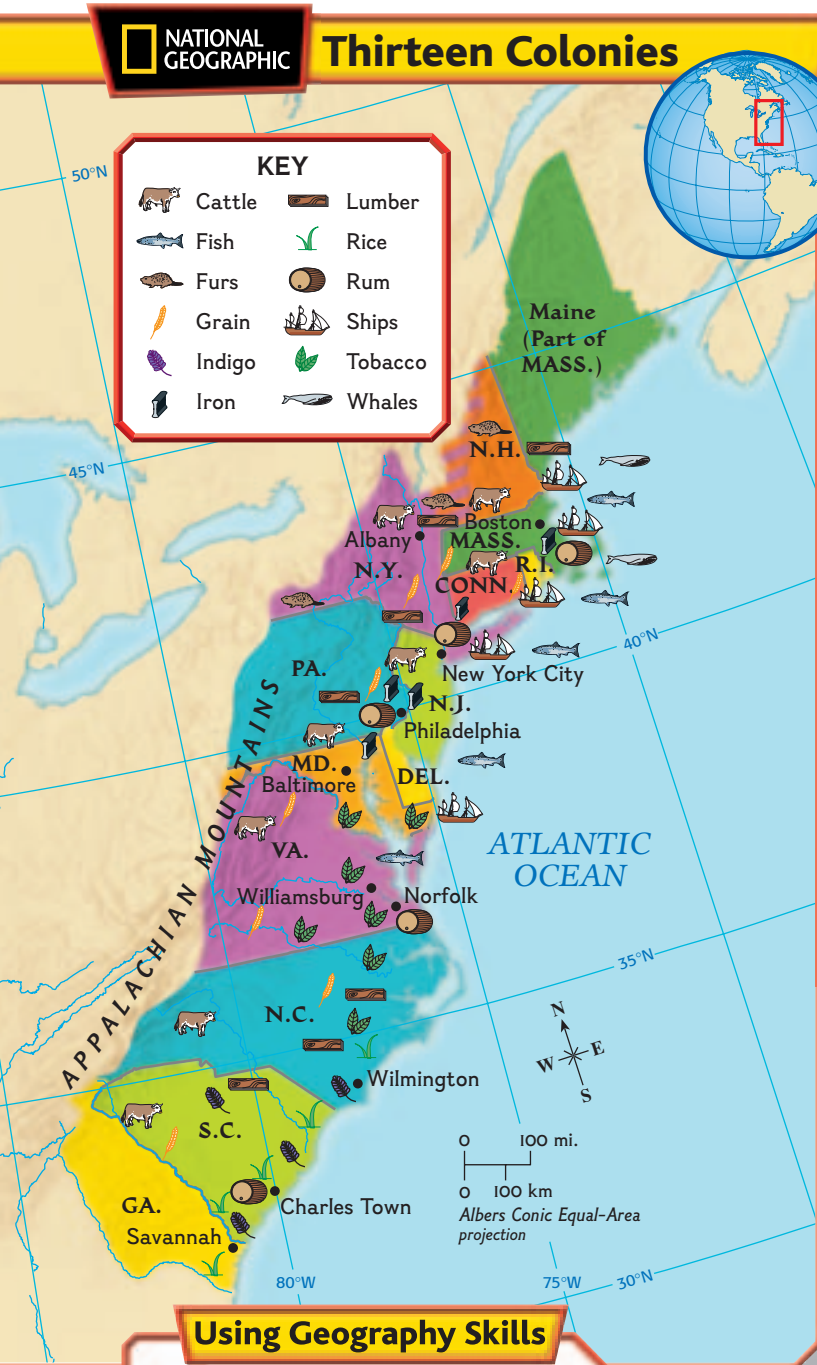 NATIONAL
GEOGRAPHIC
Thirteen Colonies
KEY
Cattle
Lumber
Fish
Rice
Furs
Rum
Grain
Ships
Indigo
Tobacco
Iron
Whales
50°N
45°N
Maine
(Part of
MASS.)
N.H.
Boston
MASS.
Albany
N.Y.
R.I.
CONN.
40°N
New York City
PA.
N.J.
Philadelphia
MD.
Baltimore
DEL.
APPALACHIAN MOUNTAINS
VA.
ATLANTIC
OCEAN
Williamsburg
Norfolk
35°N
N.C.
N
W
E
S
Wilmington
S.C.
0 100 mi.
0 100 km
Albers Conic Equal-Area
projection
GA.
Charles Town
Savannah
80°W
75°W
30°N
Using Geography Skills